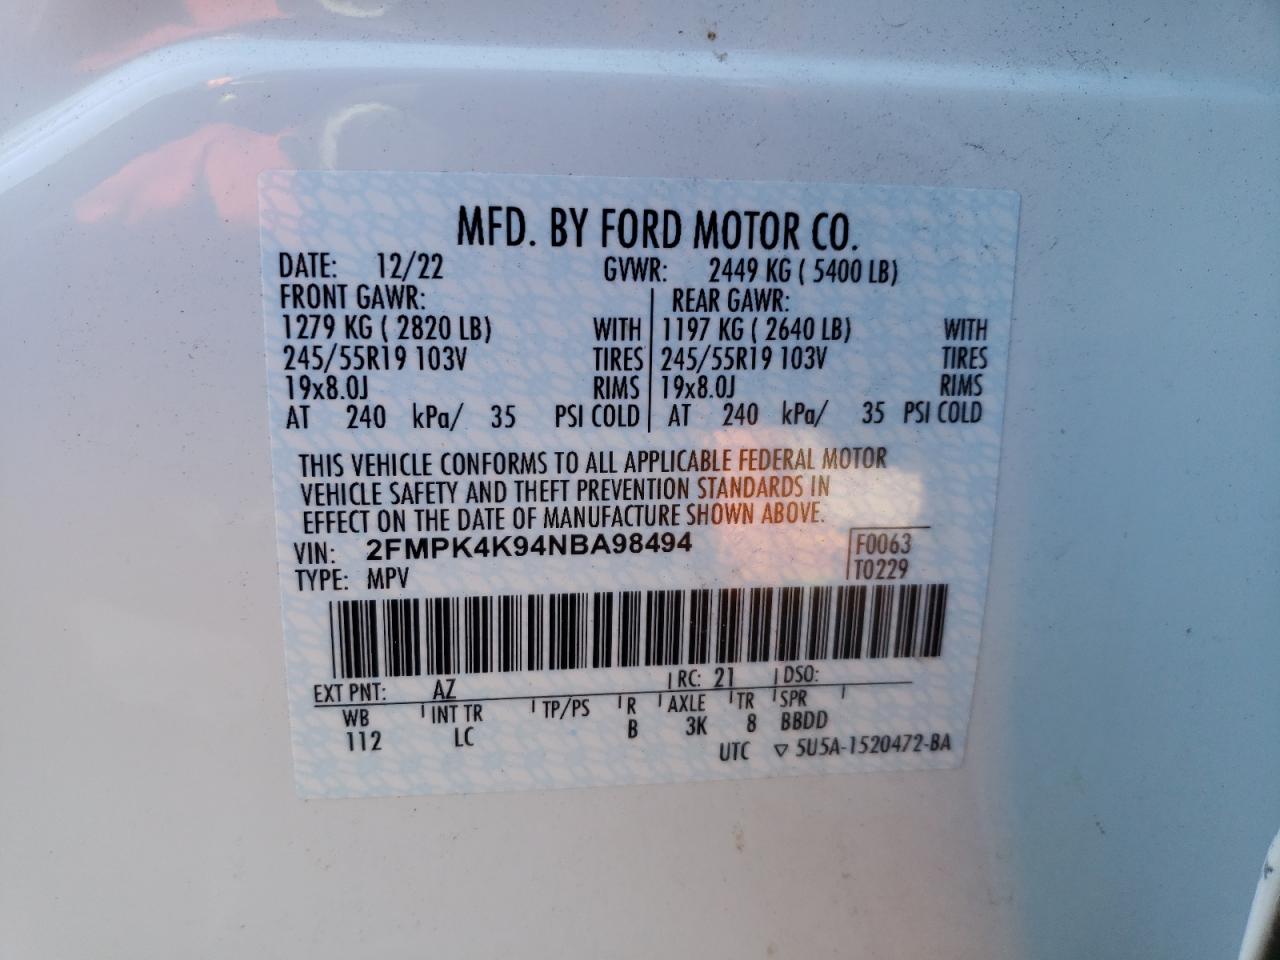 MFD. BY FORD MOTOR CO.
DATE: 12/22 GVWR: 2449 KG ( 5400 LB)
FRONT GAWR: REAR GAWR:
1279 KG ( 2820 LB) WITH 1197 KG ( 2640 LB) WITH
245/55R19 103V TIRES 245/55R19 103V TIRES
19x8.0J RIMS 19x8.0J RIMS
AT 240 kPa/ 35 PSI COLD AT 240 kPa/ 35 PSI COLD
THIS VEHICLE CONFORMS TO ALL APPLICABLE FEDERAL MOTOR
VEHICLE SAFETY AND THEFT PREVENTION STANDARDS IN
EFFECT ON THE DATE OF MANUFACTURE SHOWN ABOVE.
VIN: 2FMPK4K94NBA98494 F0063
TYPE: MPV T0229
EXT PNT: AZ RC: 21 DSO:
WB INT TR TP/PS R AXLE TR SPR
112 LC B 3K 8 BBDD
UTC ▽ 5U5A-1520472-BA